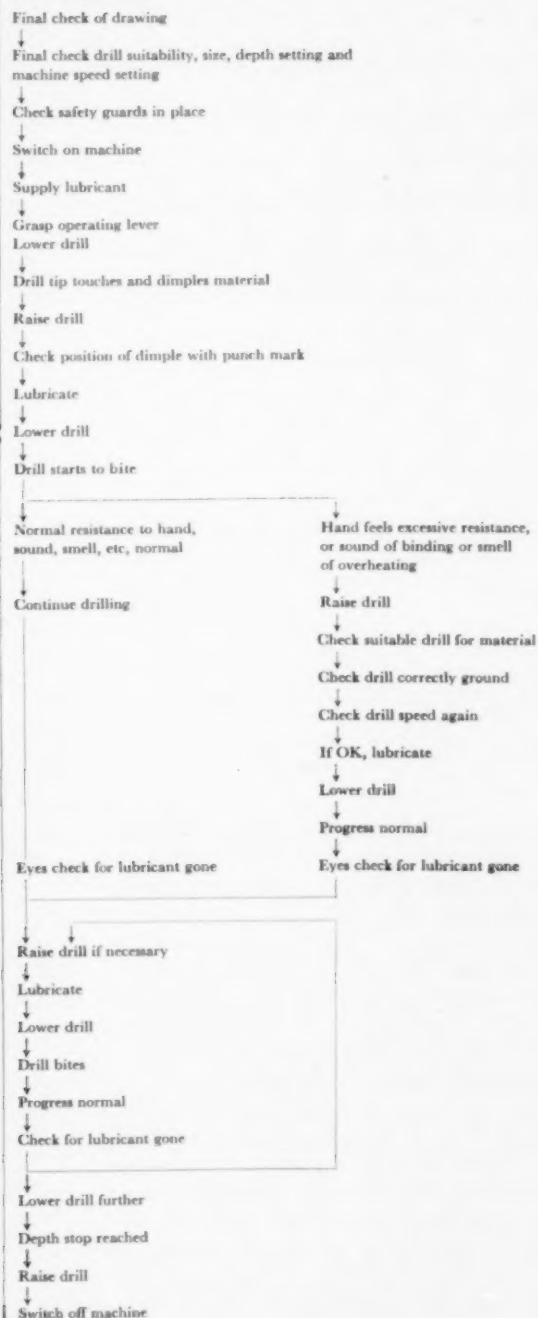 Final check of drawing
Final check drill suitability, size, depth setting and
machine speed setting
Check safety guards in place
Switch on machine
Supply lubricant
Grasp operating lever
Lower drill
Drill tip touches and dimples material
Raise drill
Check position of dimple with punch mark
Lubricate
Lower drill
Drill starts to bite
Normal resistance to hand,
sound, smell, etc, normal
Continue drilling
Eyes check for lubricant gone
Hand feels excessive resistance,
or sound of binding or smell
of overheating
Raise drill
Check suitable drill for material
Check drill correctly ground
Check drill speed again
If OK, lubricate
Lower drill
Progress normal
Eyes check for lubricant gone
Raise drill if necessary
Lubricate
Lower drill
Drill bites
Progress normal
Check for lubricant gone
Lower drill further
Depth stop reached
Raise drill
Switch off machine